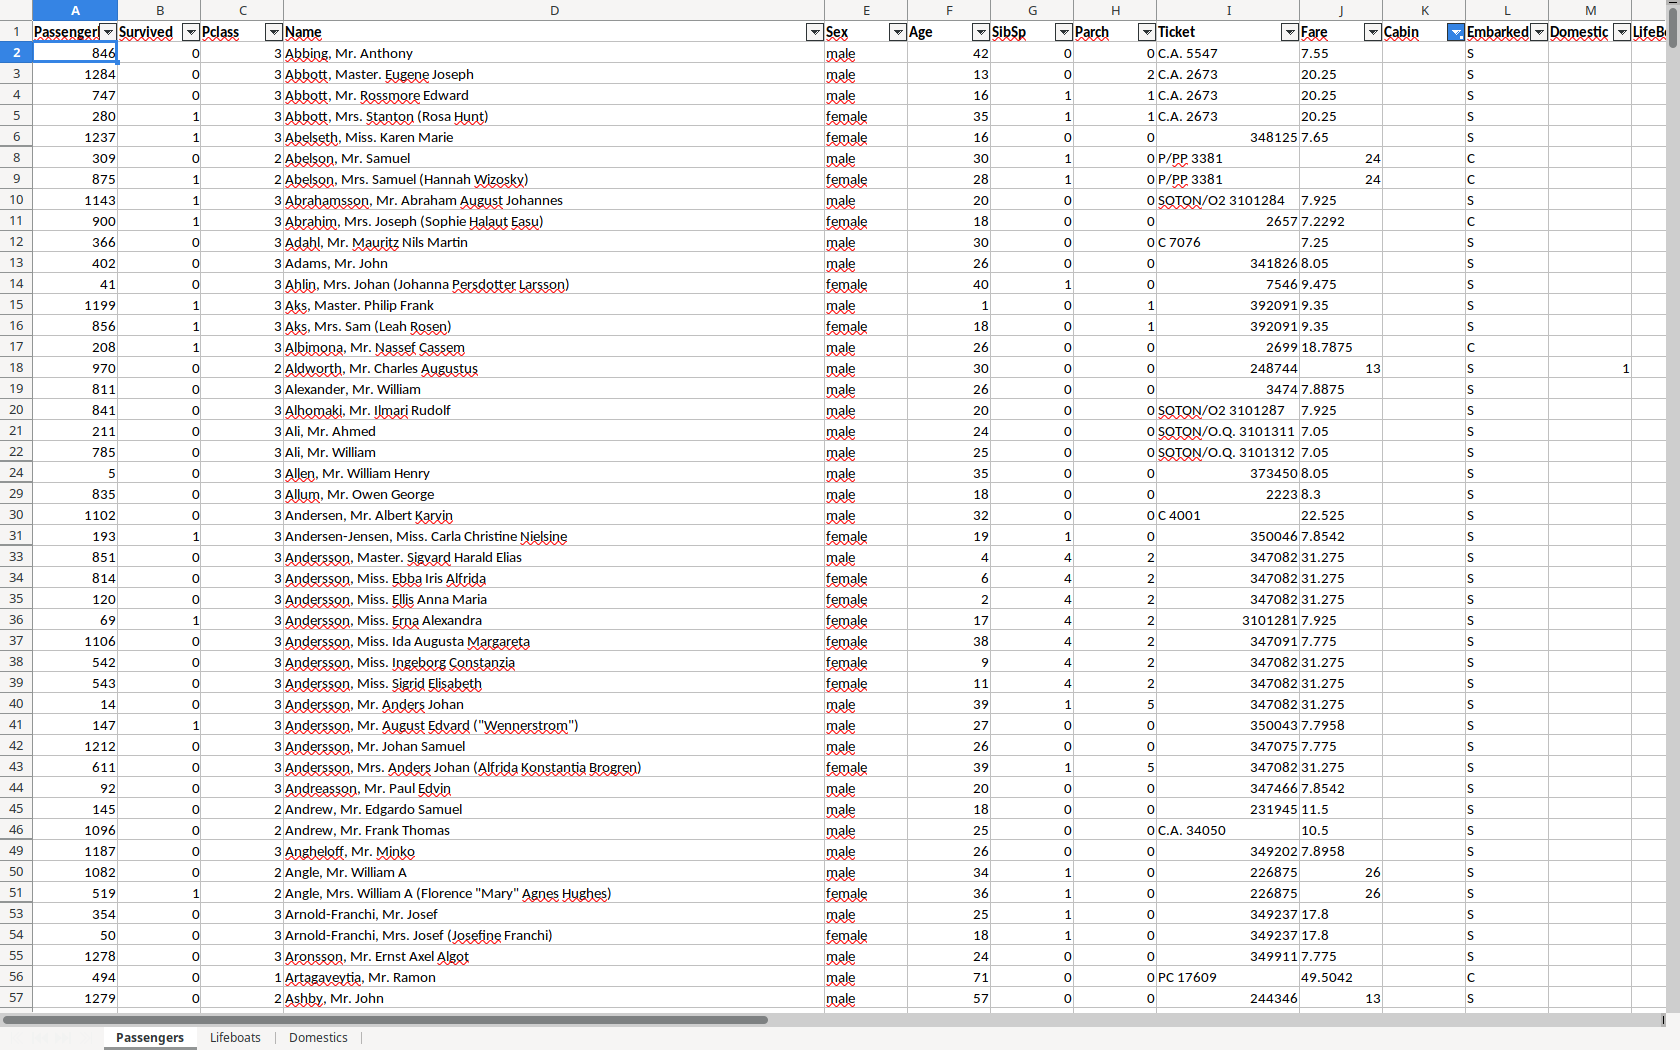 A B C D E F G H I J K L M
1 Passenger Survived Pclass Name Sex Age SibSp Parch Ticket Fare Cabin Embarked Domestic LifeB
2 846 0 3 Abbing, Mr. Anthony male 42 0 0 C.A. 5547 7.55 S
3 1284 0 3 Abbott, Master. Eugene Joseph male 13 0 2 C.A. 2673 20.25 S
4 747 0 3 Abbott, Mr. Rossmore Edward male 16 1 1 C.A. 2673 20.25 S
5 280 1 3 Abbott, Mrs. Stanton (Rosa Hunt) female 35 1 1 C.A. 2673 20.25 S
6 1237 1 3 Abelseth, Miss. Karen Marie female 16 0 0 348125 7.65 S
8 309 0 2 Abelson, Mr. Samuel male 30 1 0 P/PP 3381 24 C
9 875 1 2 Abelson, Mrs. Samuel (Hannah Wizosky) female 28 1 0 P/PP 3381 24 C
10 1143 1 3 Abrahamsson, Mr. Abraham August Johannes male 20 0 0 SOTON/O2 3101284 7.925 S
11 900 1 3 Abrahim, Mrs. Joseph (Sophie Halaut Easu) female 18 0 0 2657 7.2292 C
12 366 0 3 Adahl, Mr. Mauritz Nils Martin male 30 0 0 C 7076 7.25 S
13 402 0 3 Adams, Mr. John male 26 0 0 341826 8.05 S
14 41 0 3 Ahlin, Mrs. Johan (Johanna Persdotter Larsson) female 40 1 0 7546 9.475 S
15 1199 1 3 Aks, Master. Philip Frank male 1 0 1 392091 9.35 S
16 856 1 3 Aks, Mrs. Sam (Leah Rosen) female 18 0 1 392091 9.35 S
17 208 1 3 Albimona, Mr. Nassef Cassem male 26 0 0 2699 18.7875 C
18 970 0 2 Aldworth, Mr. Charles Augustus male 30 0 0 248744 13 S 1
19 811 0 3 Alexander, Mr. William male 26 0 0 3474 7.8875 S
20 841 0 3 Alhomaki, Mr. Ilmari Rudolf male 20 0 0 SOTON/O2 3101287 7.925 S
21 211 0 3 Ali, Mr. Ahmed male 24 0 0 SOTON/O.Q. 3101311 7.05 S
22 785 0 3 Ali, Mr. William male 25 0 0 SOTON/O.Q. 3101312 7.05 S
24 5 0 3 Allen, Mr. William Henry male 35 0 0 373450 8.05 S
29 835 0 3 Allum, Mr. Owen George male 18 0 0 2223 8.3 S
30 1102 0 3 Andersen, Mr. Albert Karvin male 32 0 0 C 4001 22.525 S
31 193 1 3 Andersen-Jensen, Miss. Carla Christine Nielsine female 19 1 0 350046 7.8542 S
33 851 0 3 Andersson, Master. Sigvard Harald Elias male 4 4 2 347082 31.275 S
34 814 0 3 Andersson, Miss. Ebba Iris Alfrida female 6 4 2 347082 31.275 S
35 120 0 3 Andersson, Miss. Ellis Anna Maria female 2 4 2 347082 31.275 S
36 69 1 3 Andersson, Miss. Erna Alexandra female 17 4 2 3101281 7.925 S
37 1106 0 3 Andersson, Miss. Ida Augusta Margareta female 38 4 2 347091 7.775 S
38 542 0 3 Andersson, Miss. Ingeborg Constanzia female 9 4 2 347082 31.275 S
39 543 0 3 Andersson, Miss. Sigrid Elisabeth female 11 4 2 347082 31.275 S
40 14 0 3 Andersson, Mr. Anders Johan male 39 1 5 347082 31.275 S
41 147 1 3 Andersson, Mr. August Edvard ("Wennerstrom") male 27 0 0 350043 7.7958 S
42 1212 0 3 Andersson, Mr. Johan Samuel male 26 0 0 347075 7.775 S
43 611 0 3 Andersson, Mrs. Anders Johan (Alfrida Konstantia Brogren) female 39 1 5 347082 31.275 S
44 92 0 3 Andreasson, Mr. Paul Edvin male 20 0 0 347466 7.8542 S
45 145 0 2 Andrew, Mr. Edgardo Samuel male 18 0 0 231945 11.5 S
46 1096 0 2 Andrew, Mr. Frank Thomas male 25 0 0 C.A. 34050 10.5 S
49 1187 0 3 Angheloff, Mr. Minko male 26 0 0 349202 7.8958 S
50 1082 0 2 Angle, Mr. William A male 34 1 0 226875 26 S
51 519 1 2 Angle, Mrs. William A (Florence "Mary" Agnes Hughes) female 36 1 0 226875 26 S
53 354 0 3 Arnold-Franchi, Mr. Josef male 25 1 0 349237 17.8 S
54 50 0 3 Arnold-Franchi, Mrs. Josef (Josefine Franchi) female 18 1 0 349237 17.8 S
55 1278 0 3 Aronsson, Mr. Ernst Axel Algot male 24 0 0 349911 7.775 S
56 494 0 1 Artagaveytia, Mr. Ramon male 71 0 0 PC 17609 49.5042 C
57 1279 0 2 Ashby, Mr. John male 57 0 0 244346 13 S
Passengers Lifeboats Domestics